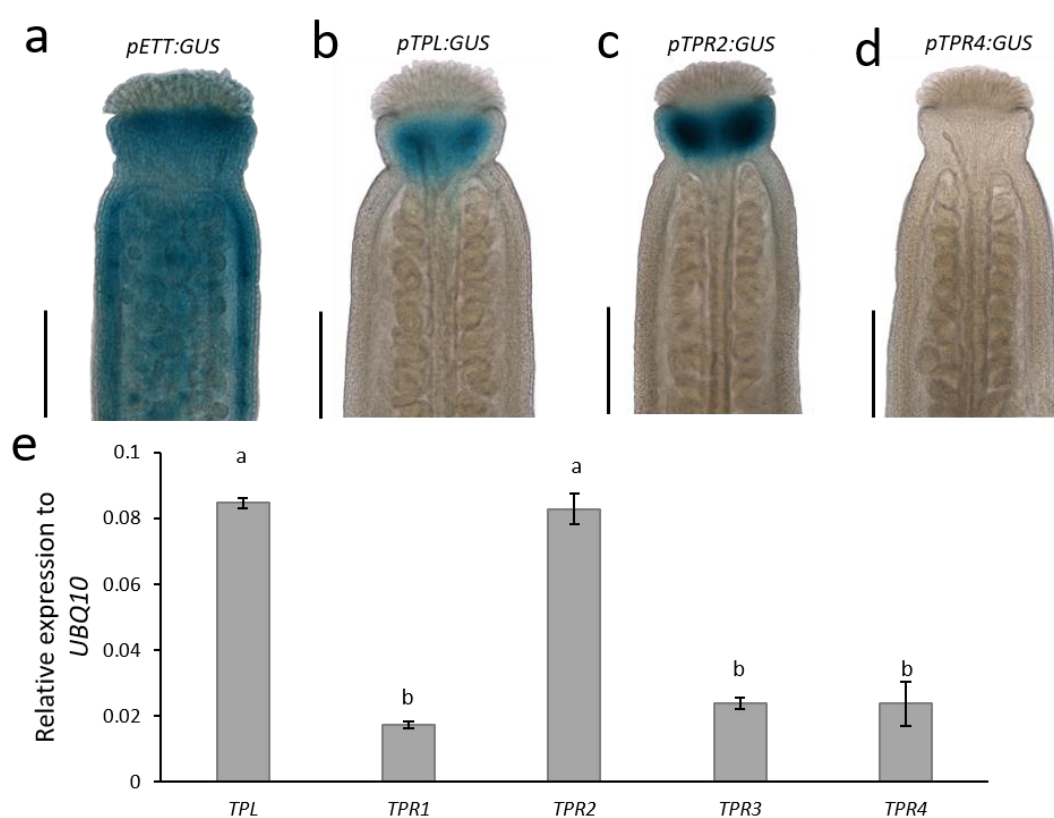 a
pETT:GUS
b
pTPL:GUS
c
pTPR2:GUS
d
pTPR4:GUS
e
Relative expression to
UBQ10
0.1
0.08
0.06
0.04
0.02
0
a
b
a
b
b
TPL
TPR1
TPR2
TPR3
TPR4